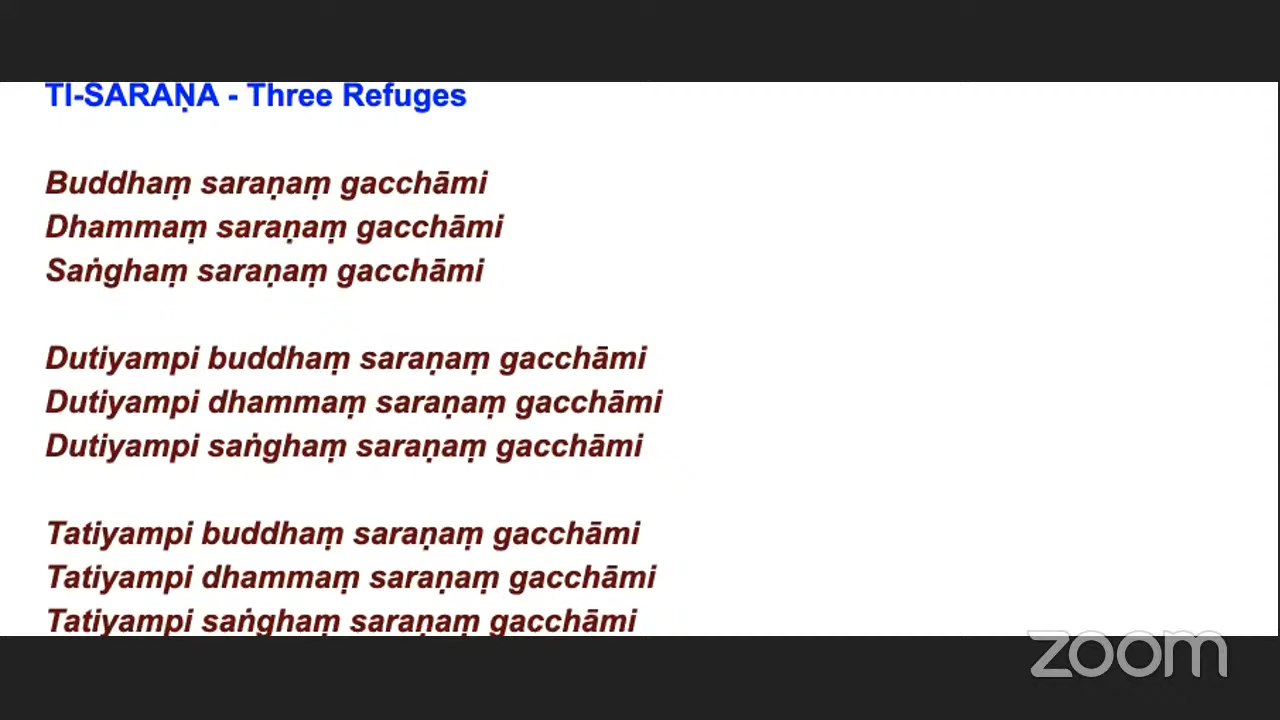 TI-SARAṆA - Three Refuges
Buddhaṃ saraṇaṃ gacchāmi
Dhammaṃ saraṇaṃ gacchāmi
Saṅghaṃ saraṇaṃ gacchāmi
Dutiyampi buddhaṃ saraṇaṃ gacchāmi
Dutiyampi dhammaṃ saraṇaṃ gacchāmi
Dutiyampi saṅghaṃ saraṇaṃ gacchāmi
Tatiyampi buddhaṃ saraṇaṃ gacchāmi
Tatiyampi dhammaṃ saraṇaṃ gacchāmi
Tatiyampi saṅghaṃ saraṇaṃ gacchāmi
zoom